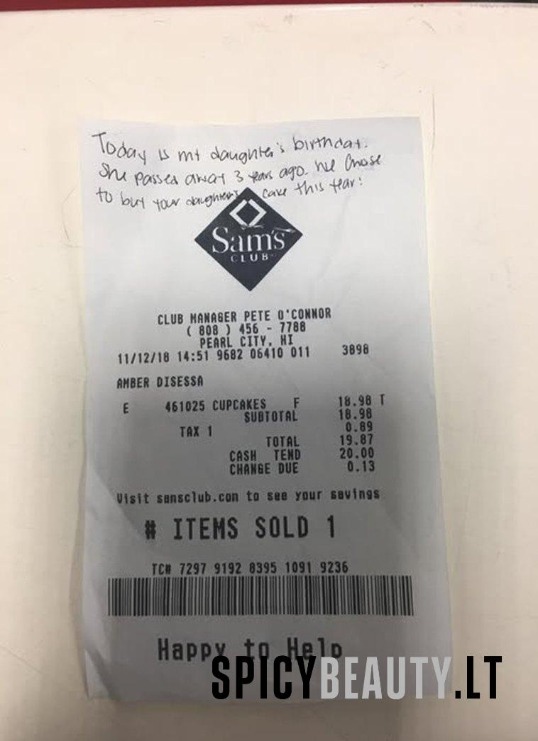 Today is my daughter's birthday.
She passed away 3 years ago. We chose
to buy your daughter's cake this year!
Sam's
CLUB
CLUB MANAGER PETE O'CONNOR
( 808 ) 456 - 7788
PEARL CITY, HI
11/12/18 14:51 9682 06410 011 3898
AMBER DISESSA
E 461025 CUPCAKES F 18.98 T
SUBTOTAL 18.98
TAX 1 0.89
TOTAL 19.87
CASH TEND 20.00
CHANGE DUE 0.13
Visit samsclub.com to see your savings
# ITEMS SOLD 1
TC# 7297 9192 8395 1091 9236
Happy to Help
SPICYBEAUTY.LT